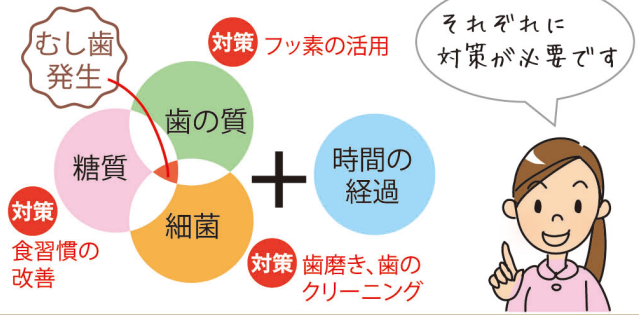 むし歯
発生
対策 フッ素の活用
それぞれに
対策が必要です
歯の質
糖質
細菌
時間の
経過
対策
食習慣の
改善
対策 歯磨き、歯の
クリーニング